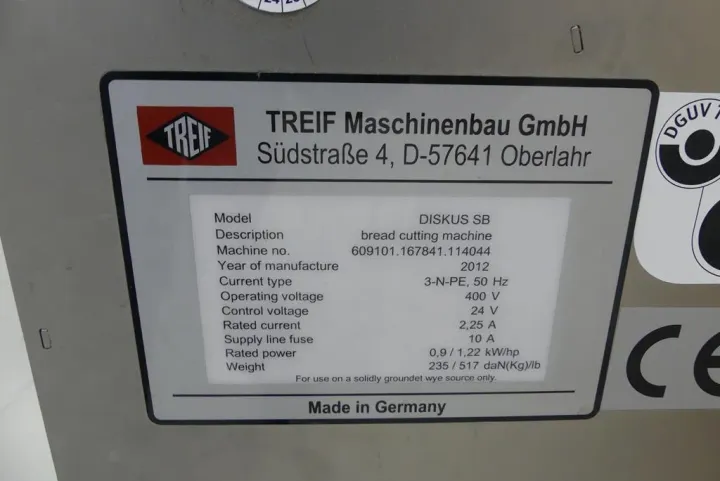 24 25
TREIF
TREIF Maschinenbau GmbH
Südstraße 4, D-57641 Oberlahr
Model DISKUS SB
Description bread cutting machine
Machine no. 609101.167841.114044
Year of manufacture 2012
Current type 3-N-PE, 50 Hz
Operating voltage 400 V
Control voltage 24 V
Rated current 2,25 A
Supply line fuse 10 A
Rated power 0,9 / 1,22 kW/hp
Weight 235 / 517 daN(Kg)/lb
For use on a solidly groundet wye source only.
Made in Germany
DGUV
CE